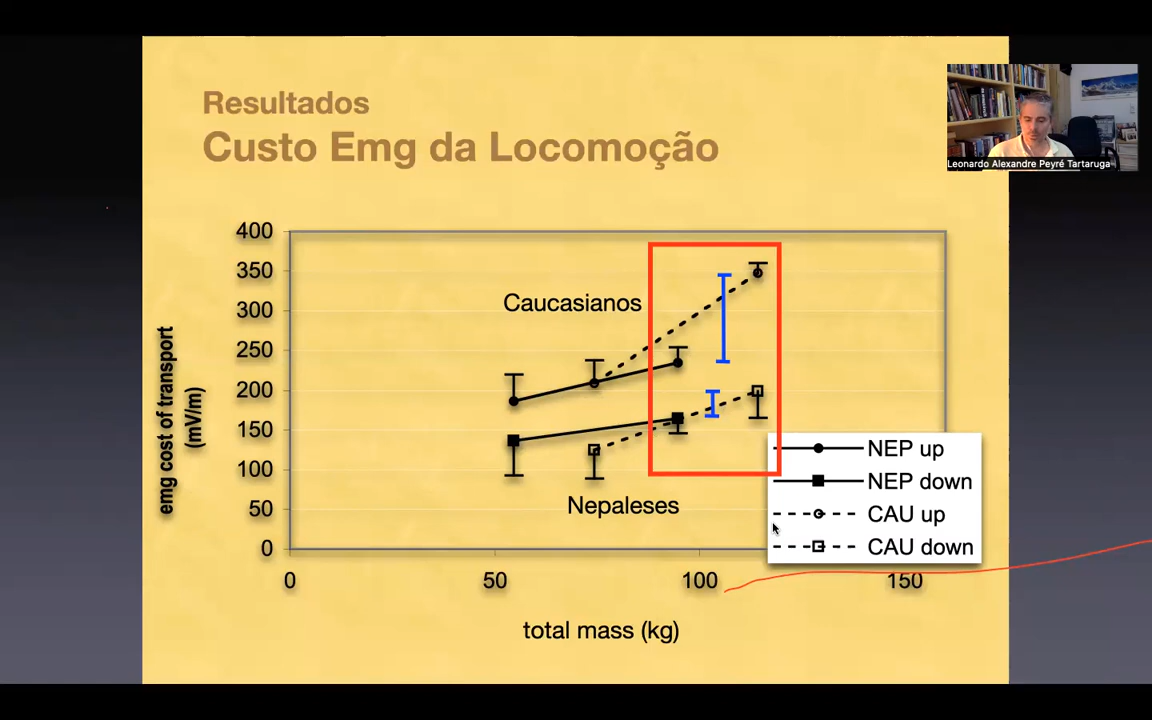 Resultados
Custo Emg da Locomoção
Leonardo Alexandre Peyré Tartaruga
400
350
300
250
200
150
100
50
0
emg cost of transport
(mV/m)
Caucasianos
Nepaleses
NEP up
NEP down
CAU up
CAU down
0 50 100 150
total mass (kg)